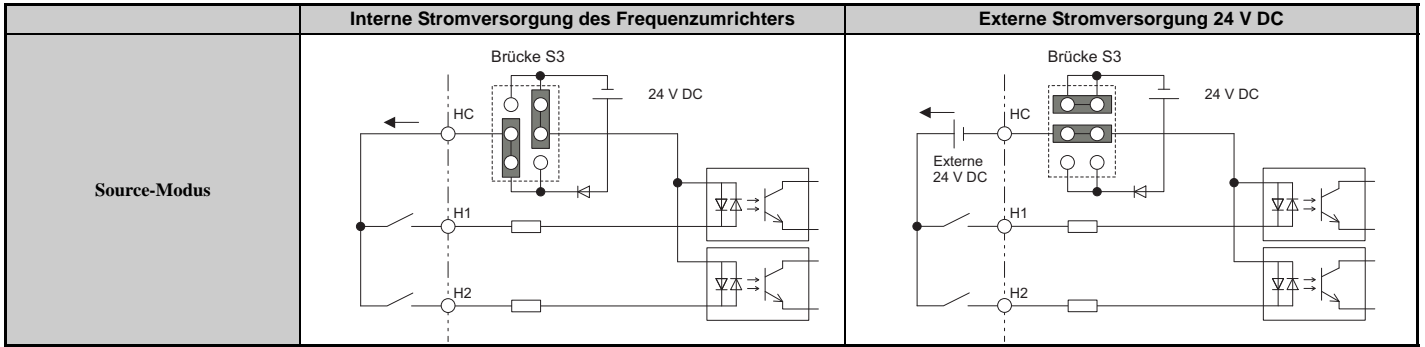 Interne Stromversorgung des Frequenzumrichters
Externe Stromversorgung 24 V DC
Source-Modus
Brücke S3
24 V DC
HC
H1
H2
Brücke S3
24 V DC
HC
Externe
24 V DC
H1
H2